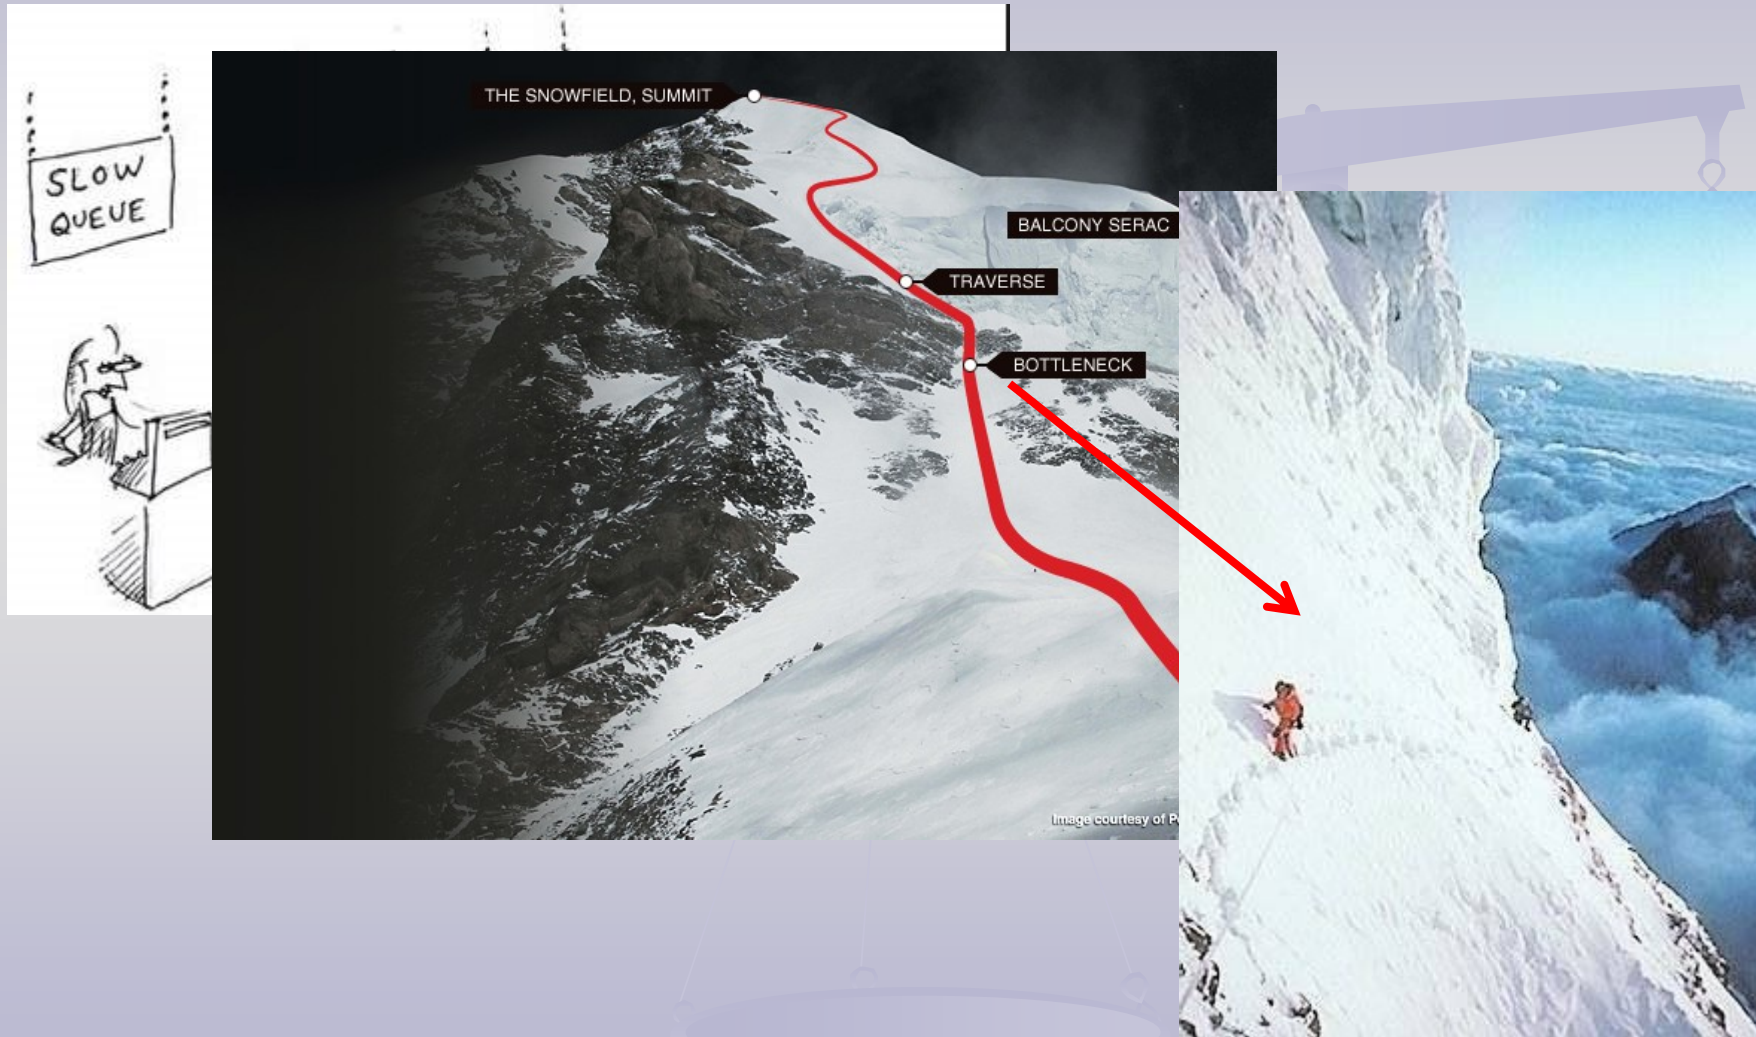 SLOW
QUEUE
THE SNOWFIELD, SUMMIT
BALCONY SERAC
TRAVERSE
BOTTLENECK
Image courtesy of